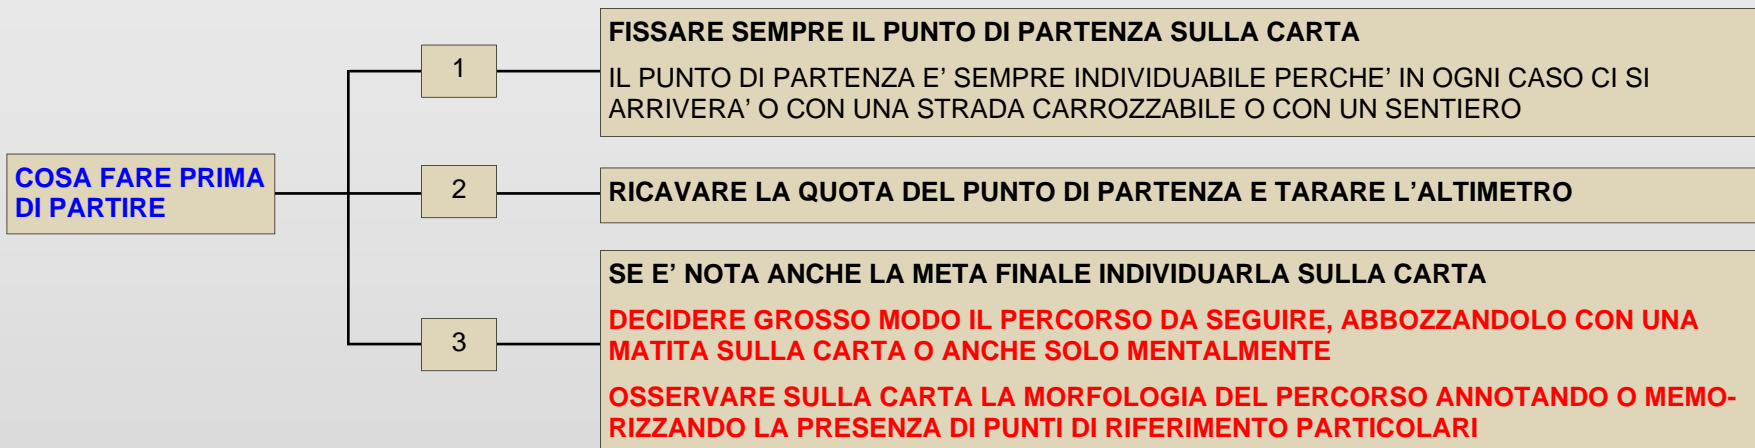 COSA FARE PRIMA
DI PARTIRE
1
FISSARE SEMPRE IL PUNTO DI PARTENZA SULLA CARTA
IL PUNTO DI PARTENZA E’ SEMPRE INDIVIDUABILE PERCHE’ IN OGNI CASO CI SI
ARRIVERA’ O CON UNA STRADA CARROZZABILE O CON UN SENTIERO
2
RICAVARE LA QUOTA DEL PUNTO DI PARTENZA E TARARE L’ALTIMETRO
3
SE E’ NOTA ANCHE LA META FINALE INDIVIDUARLA SULLA CARTA
DECIDERE GROSSO MODO IL PERCORSO DA SEGUIRE, ABBOZZANDOLO CON UNA
MATITA SULLA CARTA O ANCHE SOLO MENTALMENTE
OSSERVARE SULLA CARTA LA MORFOLOGIA DEL PERCORSO ANNOTANDO O MEMO-
RIZZANDO LA PRESENZA DI PUNTI DI RIFERIMENTO PARTICOLARI